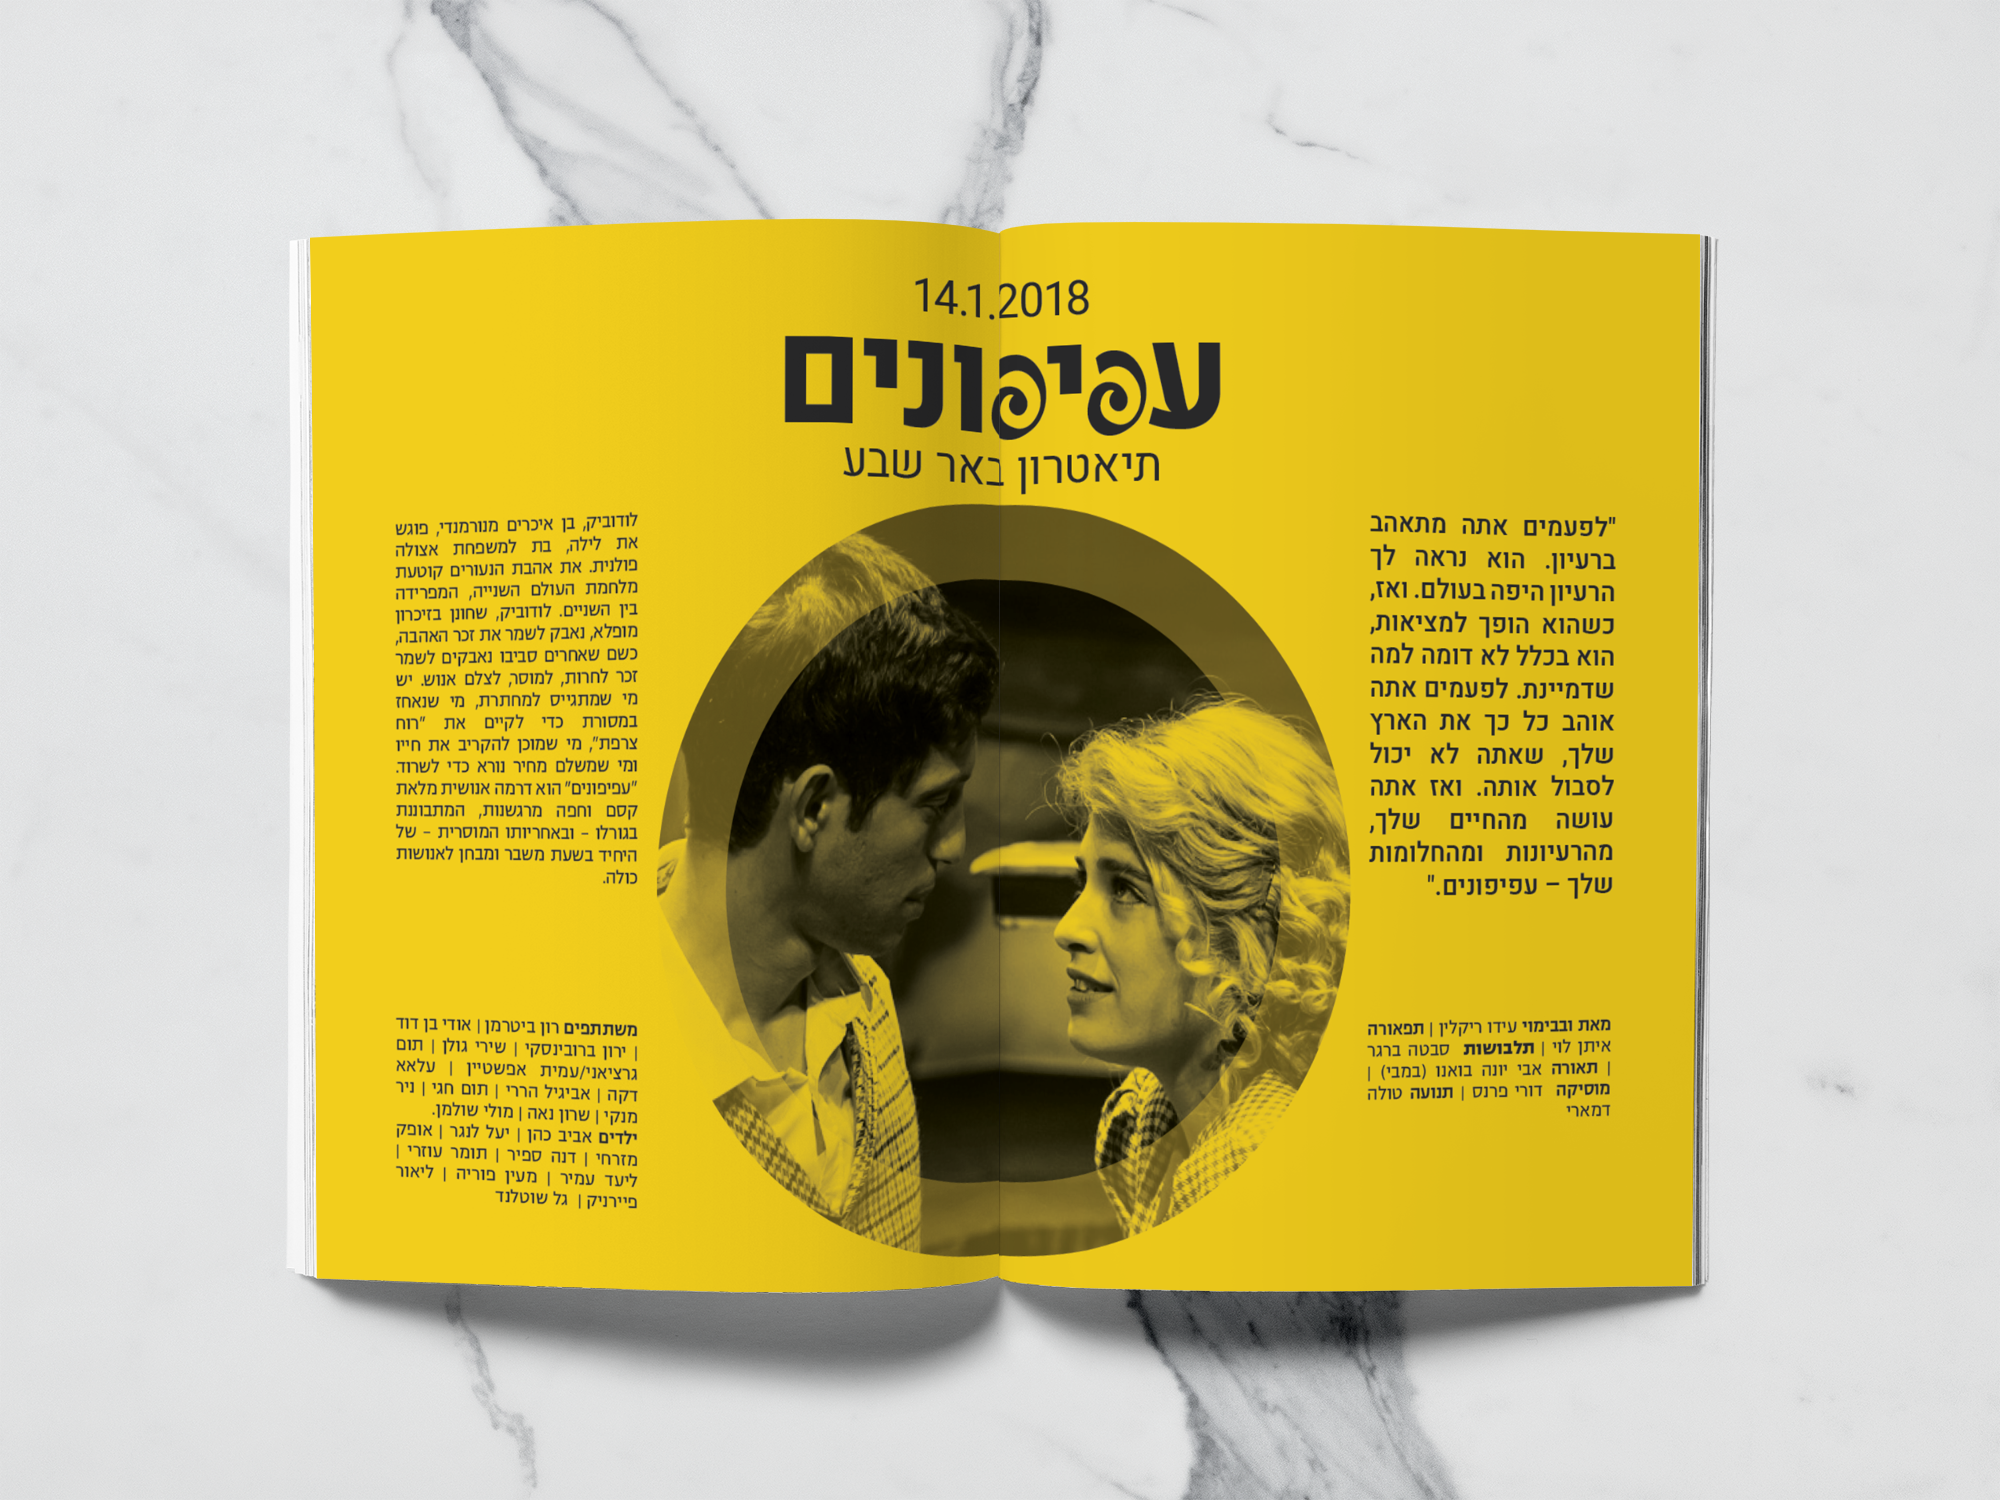 14.1.2018
עפיפונים
תיאטרון באר שבע
"לפעמים אתה מתאהב
ברעיון. הוא נראה לך
הרעיון היפה בעולם. ואז,
כשהוא הופך למציאות,
הוא בכלל לא דומה למה
שדמיינת. לפעמים אתה
אוהב כל כך את הארץ
שלך, שאתה לא יכול
לסבול אותה. ואז אתה
עושה מהחיים שלך,
מהרעיונות ומהחלומות
שלך – עפיפונים."
מאת ובבימוי עידו ריקלין | תפאורה
איתן לוי | תלבושות סבטה ברגר
| תאורה אבי יונה בואנו (במבי) |
מוסיקה דורי פרנס | תנועה טולה
דמארי
לודוביק, בן איכרים מנורמנדי, פוגש
את לילה, בת למשפחת אצולה
פולנית. את אהבת הנעורים קוטעת
מלחמת העולם השנייה, המפרידה
בין השניים. לודוביק, שחונן בזיכרון
מופלא, נאבק לשמר את זכר האהבה,
כשם שאחרים סביבו נאבקים לשמר
זכר לחרות, למוסר, לצלם אנוש. יש
מי שמתגייס למחתרת, מי שנאחז
במסורת כדי לקיים את "רוח
צרפת", מי שמוכן להקריב את חייו
ומי שמשלם מחיר נורא כדי לשרוד.
"עפיפונים" הוא דרמה אנושית מלאת
קסם וחפה מרגשנות, המתבוננת
בגורלו – ובאחריותו המוסרית – של
היחיד בשעת משבר ומבחן לאנושות
כולה.
משתתפים רון ביטרמן | אודי בן דוד
| ירון ברובינסקי | שירי גולן | תום
גרציאני/עמית אפשטיין | עלאא
דקה | אביגיל הררי | תום חגי | ניר
מנקי | שרון נאה | מולי שולמן.
ילדים אביב כהן | יעל לנגר | אופק
מזרחי | דנה ספיר | תומר עוזרי |
ליעד עמיר | מעין פוריה | ליאור
פיירניק | גל שוטלנד